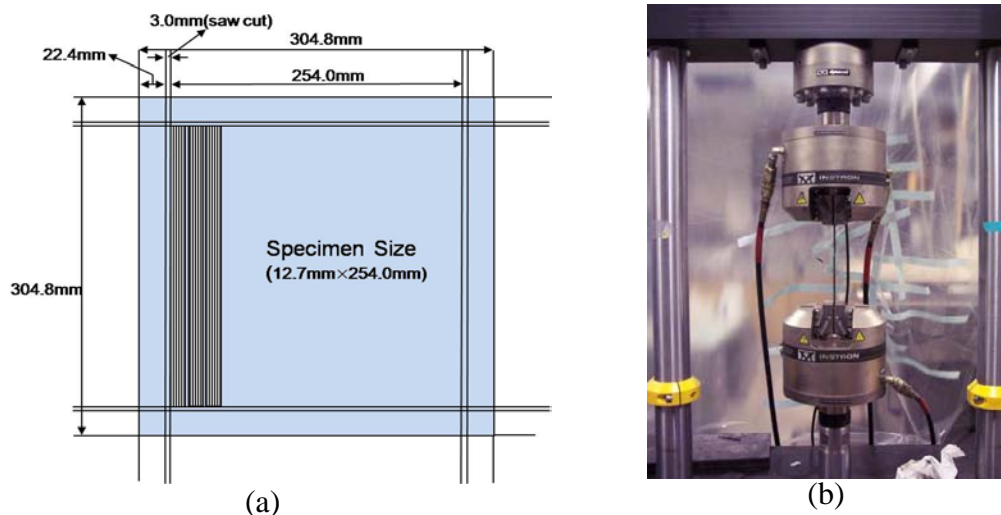 3.0mm(saw cut)
304.8mm
22.4mm
254.0mm
Specimen Size
(12.7mm×254.0mm)
304.8mm
(a)
INSTRON
INSTRON
(b)